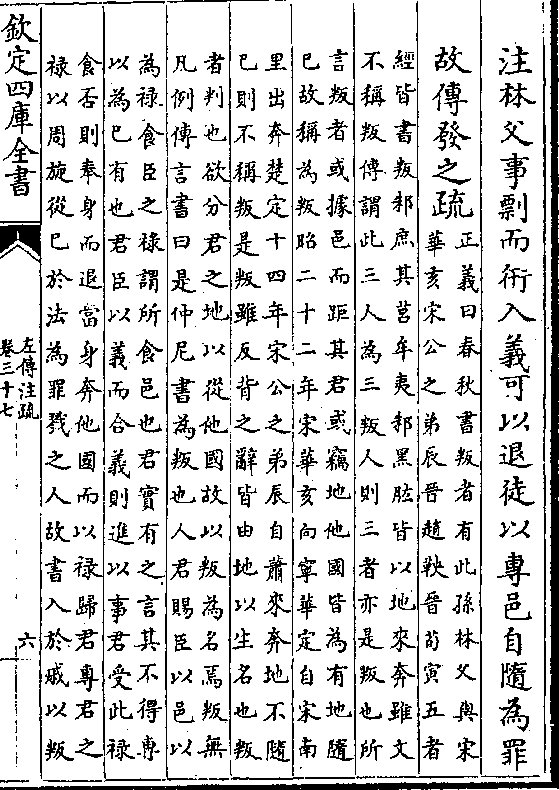 注林父事剽而衎入義可以退徒以專邑自隨為罪
故傳發之疏
正義曰春秋書叛者有此孫林父與宋
華亥宋公之弟辰晉趙鞅晉荀寅五者
經皆書叛邾庶其莒牟夷邾黑肱皆以地來奔雖文
不稱叛傳謂此三人為三叛人則三者亦是叛也所
言叛者或據邑而距其君或竊地他國皆為有地隨
已故稱為叛昭二十二年宋華亥向寧華定自宋南
里出奔楚定十四年宋公之弟辰自蕭來奔地不隨
已則不稱叛是叛雖反背之辭皆由地以生名也叛
者判也欲分君之地以從他國故以叛為名焉叛無
凡例傳言書曰是仲尼書為叛也人君賜臣以邑以
為祿食臣之祿謂所食邑也君實有之言其不得專
以為已有也君臣以義而合義則進以事君受此祿
食否則奉身而退當身奔他國而以祿歸君專君之
祿以周旋從已於法為罪戮之人故書入於戚以叛
欽定四庫全書
左傳注疏
卷三十七
六